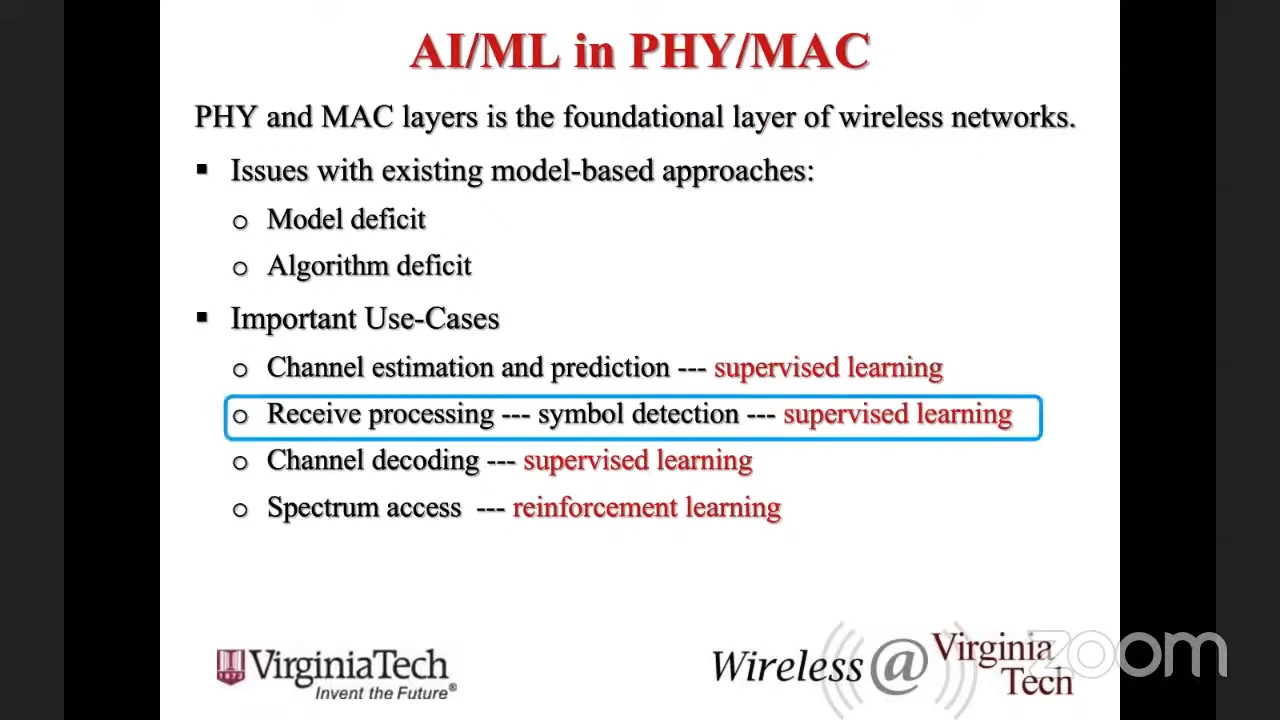 AI/ML in PHY/MAC
PHY and MAC layers is the foundational layer of wireless networks.
▪ Issues with existing model-based approaches:
o Model deficit
o Algorithm deficit
▪ Important Use-Cases
o Channel estimation and prediction --- supervised learning
o Receive processing --- symbol detection --- supervised learning
o Channel decoding --- supervised learning
o Spectrum access --- reinforcement learning
1872
VirginiaTech
Invent the Future®
Wireless @ Virginia
Tech
zoom